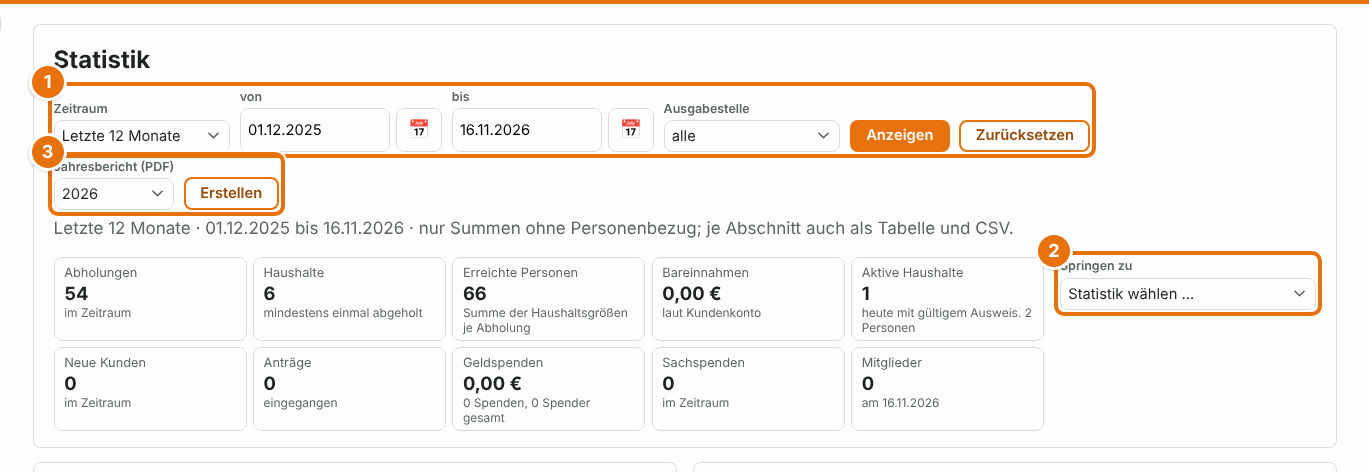 Statistik
1
Zeitraum
von
bis
Ausgabestelle
Letzte 12 Monate
01.12.2025
16.11.2026
alle
Anzeigen
Zurücksetzen
3
Jahresbericht (PDF)
2026
Erstellen
Letzte 12 Monate · 01.12.2025 bis 16.11.2026 · nur Summen ohne Personenbezug; je Abschnitt auch als Tabelle und CSV.
Abholungen
54
im Zeitraum
Haushalte
6
mindestens einmal abgeholt
Erreichte Personen
66
Summe der Haushaltsgrößen
je Abholung
Bareinnahmen
0,00 €
laut Kundenkonto
Aktive Haushalte
1
heute mit gültigem Ausweis. 2
Personen
2
Springen zu
Statistik wählen ...
Neue Kunden
0
im Zeitraum
Anträge
0
eingegangen
Geldspenden
0,00 €
0 Spenden, 0 Spender
gesamt
Sachspenden
0
im Zeitraum
Mitglieder
0
am 16.11.2026